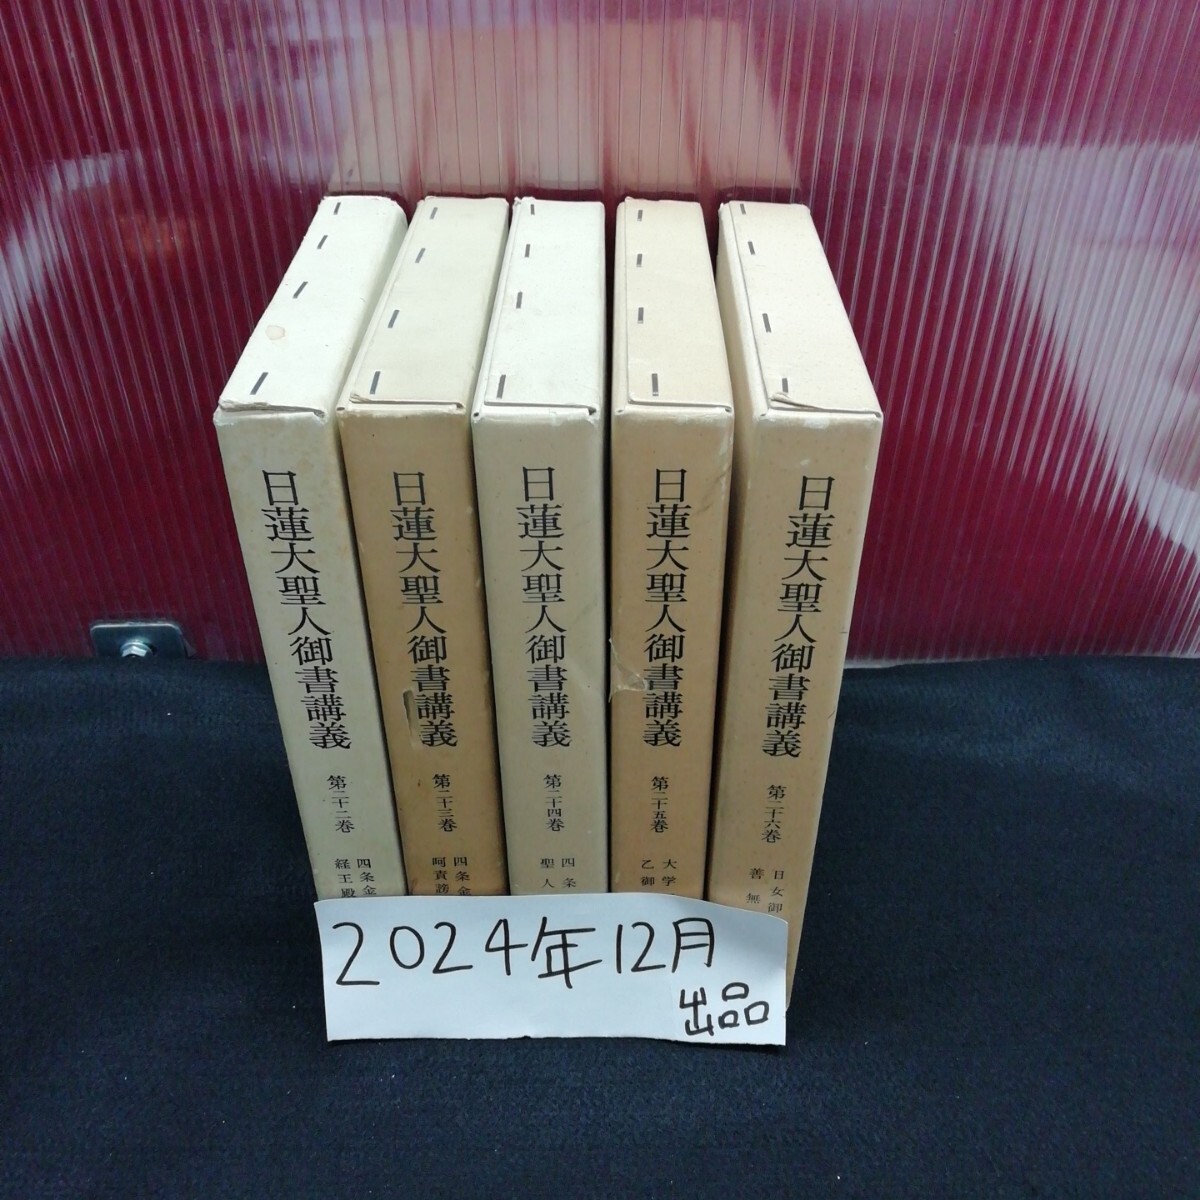 日蓮大聖人御書講義
第二十二巻
四条金
経王殿
日蓮大聖人御書講義
第二十三巻
四条金
呵責謗
日蓮大聖人御書講義
第二十四巻
四条
聖人
日蓮大聖人御書講義
第二十五巻
大学
乙御
日蓮大聖人御書講義
第二十六巻
日女御
善無
2024年12月
出品